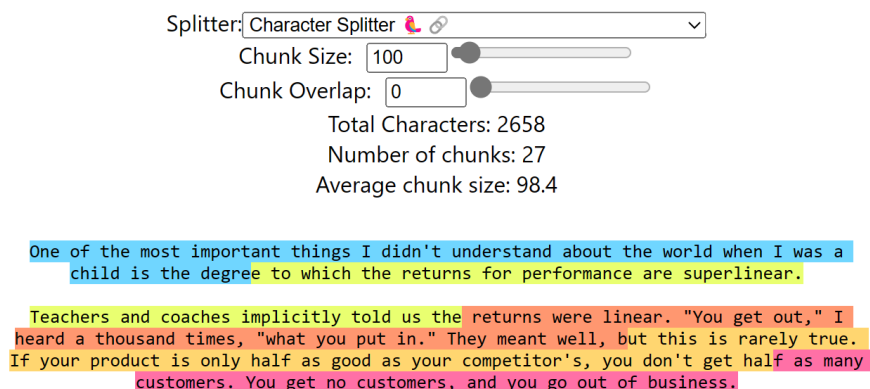 Splitter: Character Splitter 🦜🔗
Chunk Size: 100
Chunk Overlap: 0
Total Characters: 2658
Number of chunks: 27
Average chunk size: 98.4
One of the most important things I didn't understand about the world when I was a
child is the degree to which the returns for performance are superlinear.
Teachers and coaches implicitly told us the returns were linear. "You get out," I
heard a thousand times, "what you put in." They meant well, but this is rarely true.
If your product is only half as good as your competitor's, you don't get half as many
customers. You get no customers, and you go out of business.